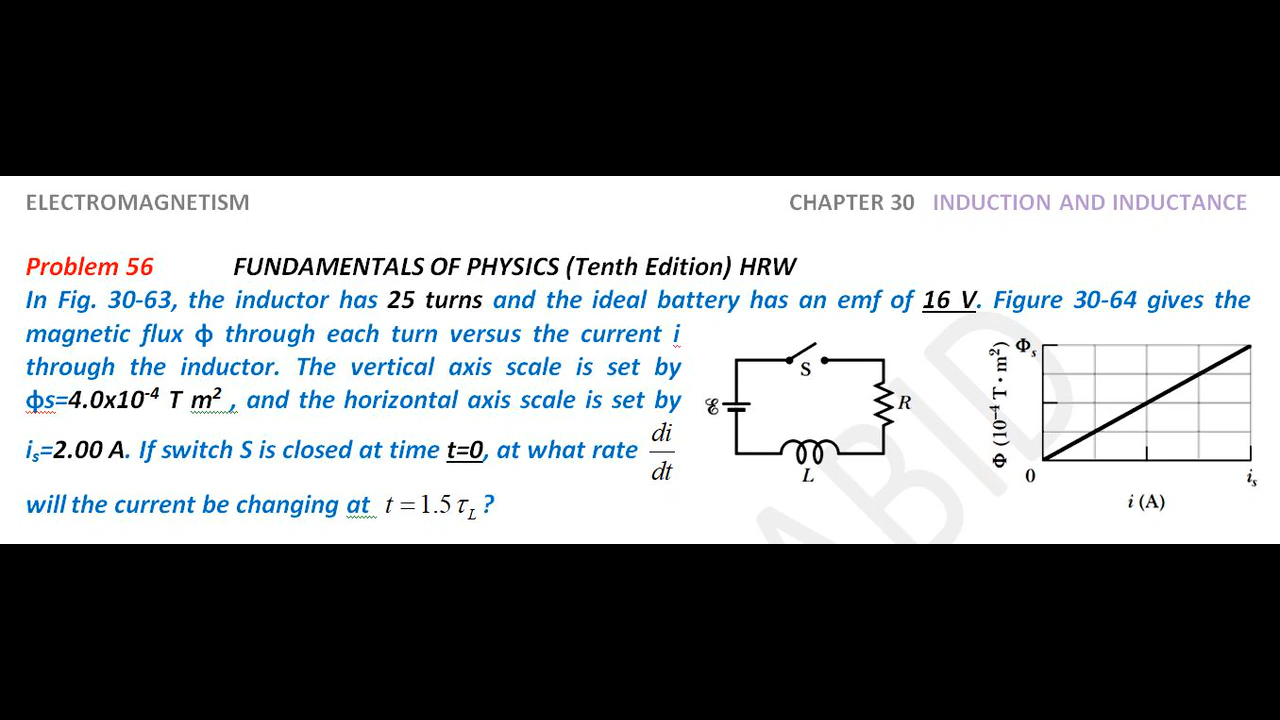 ELECTROMAGNETISM CHAPTER 30 INDUCTION AND INDUCTANCE
Problem 56 FUNDAMENTALS OF PHYSICS (Tenth Edition) HRW
In Fig. 30-63, the inductor has 25 turns and the ideal battery has an emf of 16 V. Figure 30-64 gives the
magnetic flux ϕ through each turn versus the current i
through the inductor. The vertical axis scale is set by
ϕs=4.0x10⁻⁴ T m², and the horizontal axis scale is set by
iₛ=2.00 A. If switch S is closed at time t=0, at what rate di/dt
will the current be changing at t = 1.5 τ_L ?
S
ℰ
R
L
Φ (10⁻⁴ T • m²)
Φₛ
0
iₛ
i (A)
ABID